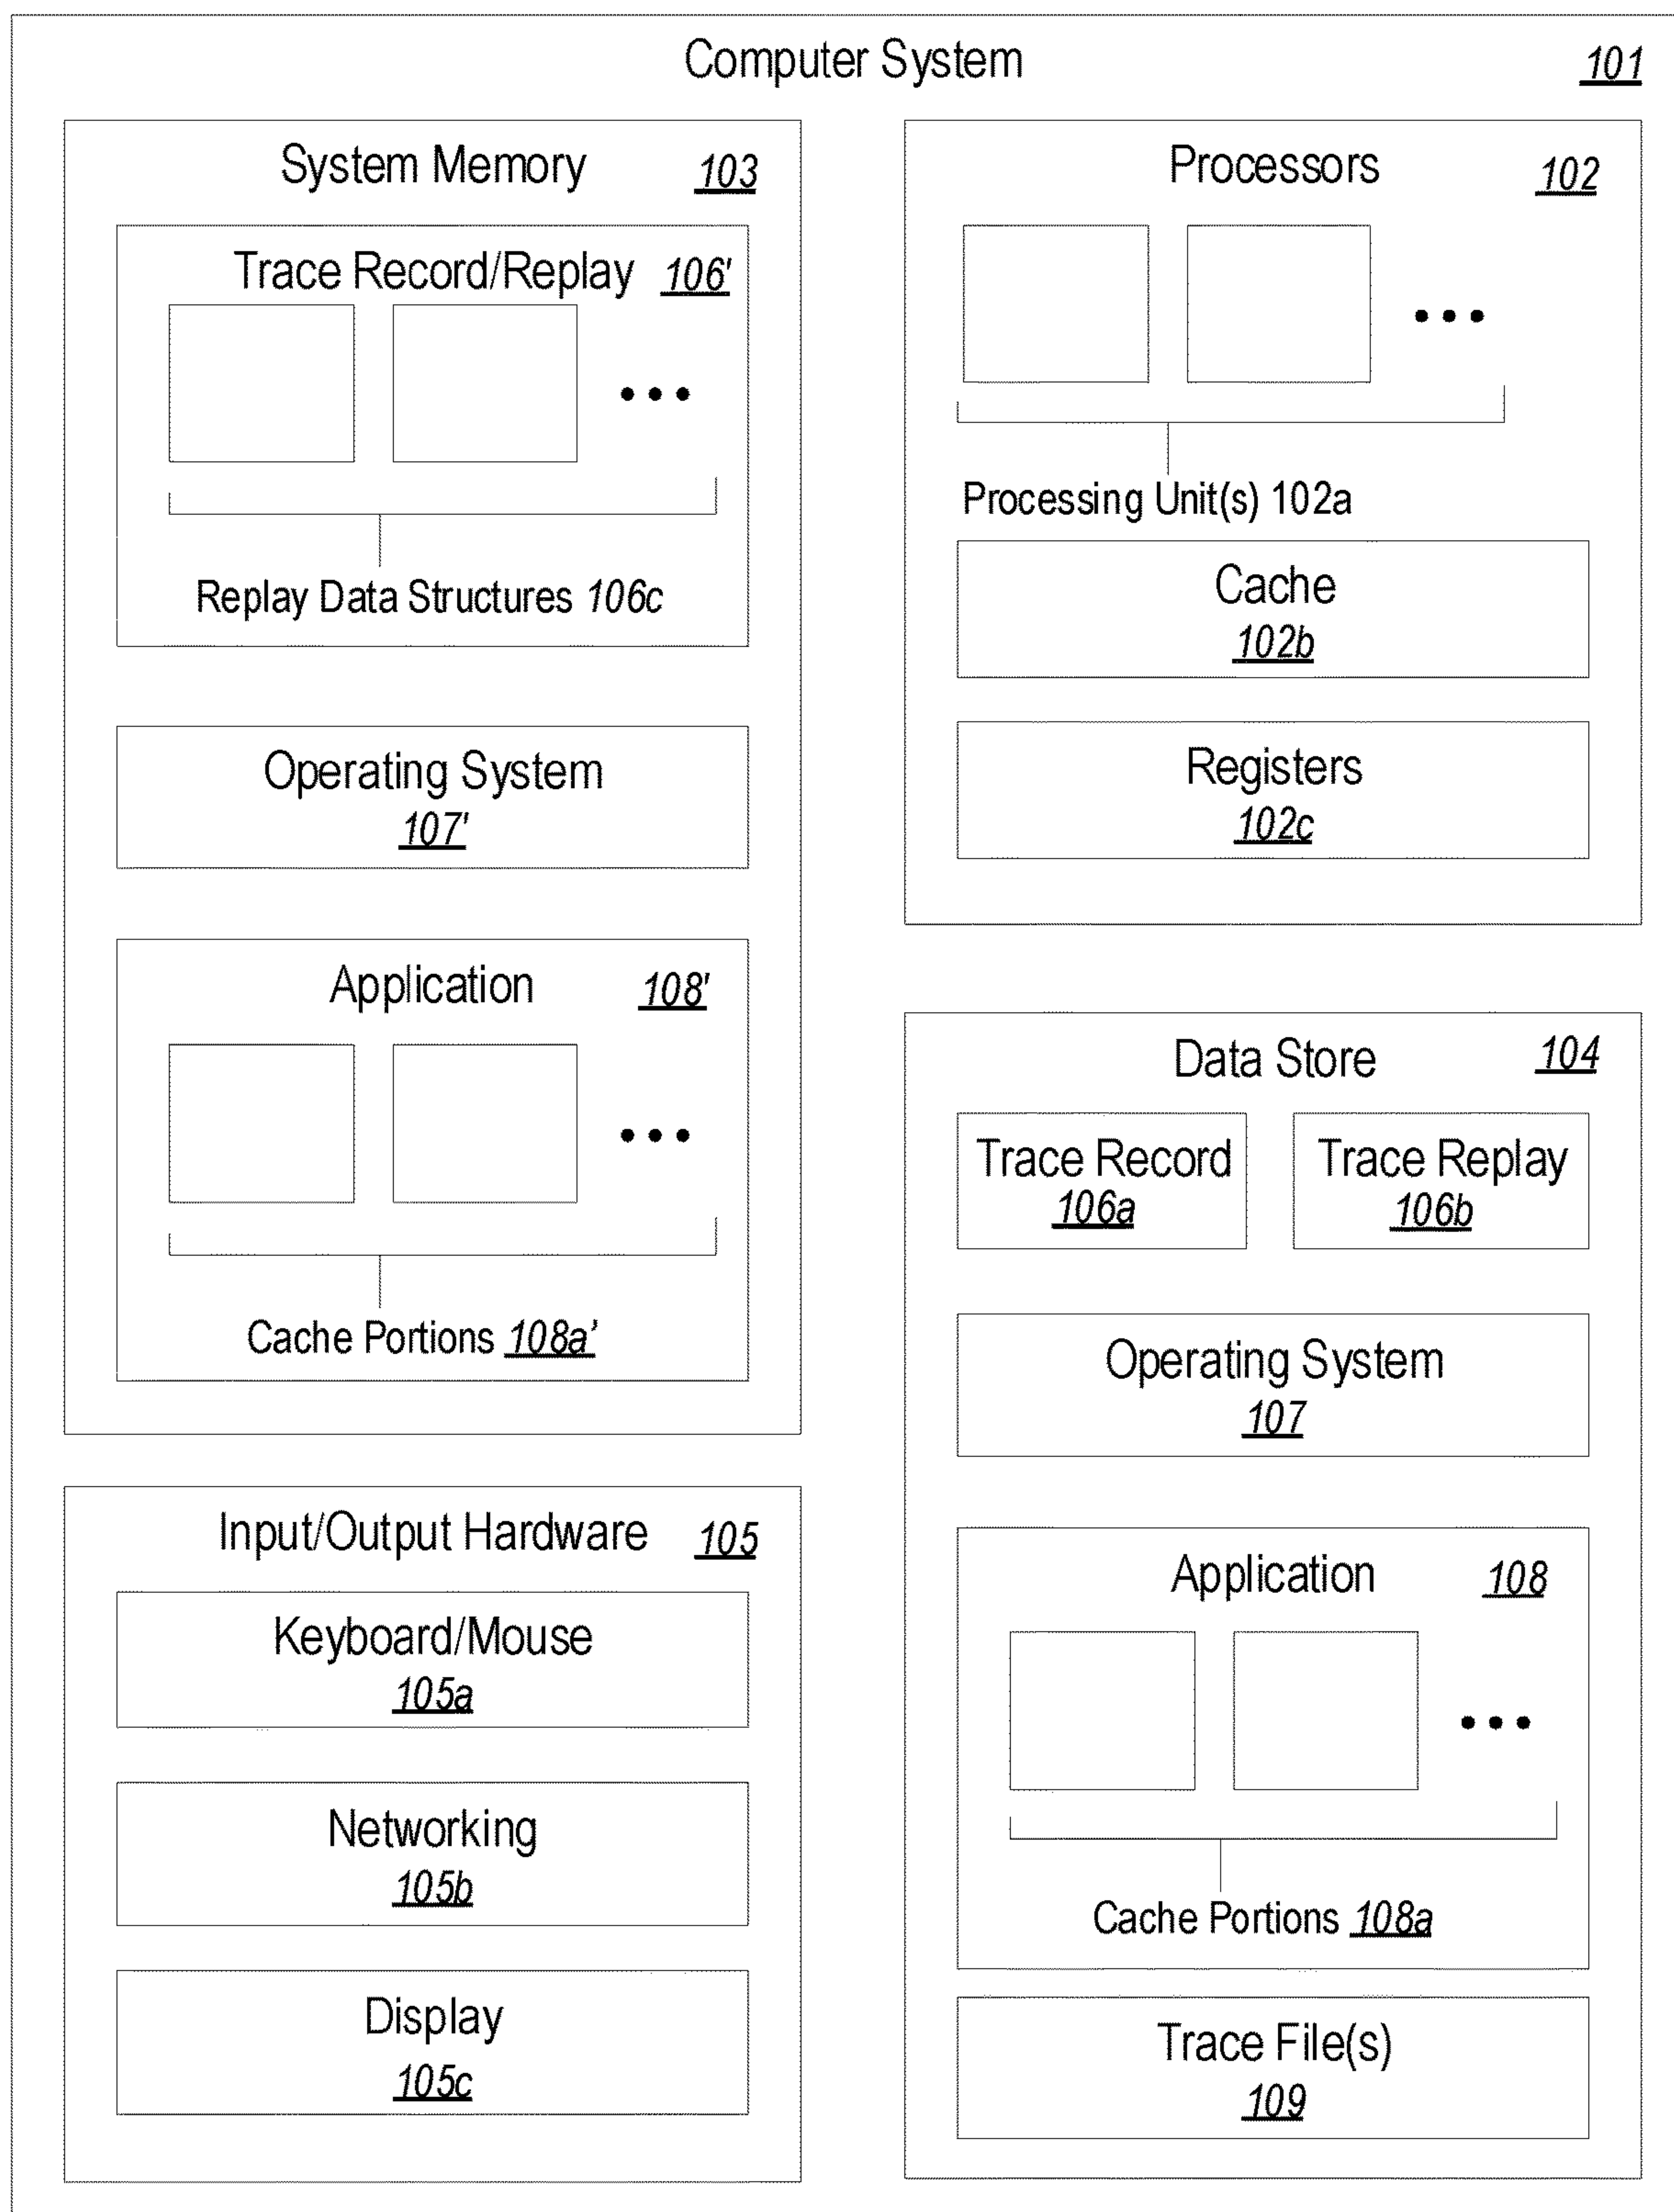 Computer System 101
System Memory 103
Trace Record/Replay 106'
Replay Data Structures 106c
Operating System
107'
Application 108'
Cache Portions 108a’
Input/Output Hardware 105
Keyboard/Mouse
105a
Networking
105b
Display
105c
Processors 102
Processing Unit(s) 102a
Cache
102b
Registers
102c
Data Store 104
Trace Record
106a
Trace Replay
106b
Operating System
107
Application 108
Cache Portions 108a
Trace File(s)
109